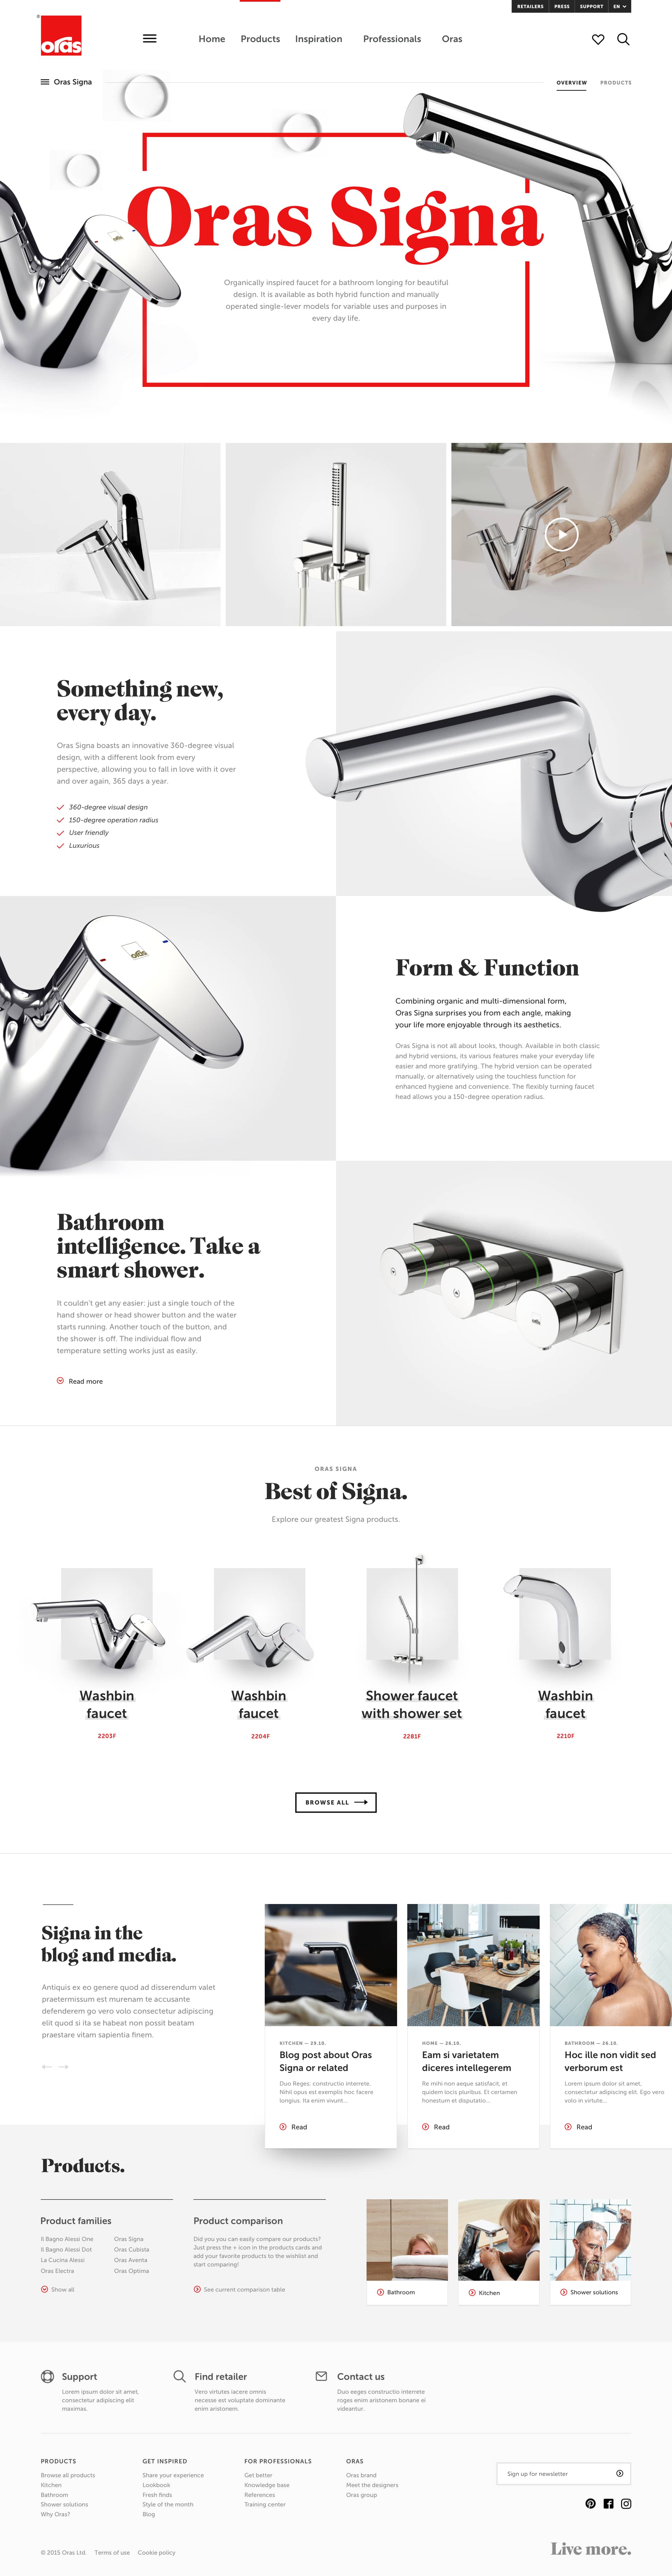 RETAILERS PRESS SUPPORT EN
oras
Home Products Inspiration Professionals Oras
Oras Signa
OVERVIEW PRODUCTS
Oras Signa
Organically inspired faucet for a bathroom longing for beautiful
design. It is available as both hybrid function and manually
operated single-lever models for variable uses and purposes in
every day life.
Something new,
every day.
Oras Signa boasts an innovative 360-degree visual
design, with a different look from every
perspective, allowing you to fall in love with it over
and over again, 365 days a year.
360-degree visual design
150-degree operation radius
User friendly
Luxurious
oras
Form & Function
Combining organic and multi-dimensional form,
Oras Signa surprises you from each angle, making
your life more enjoyable through its aesthetics.
Oras Signa is not all about looks, though. Available in both classic
and hybrid versions, its various features make your everyday life
easier and more gratifying. The hybrid version can be operated
manually, or alternatively using the touchless function for
enhanced hygiene and convenience. The flexibly turning faucet
head allows you a 150-degree operation radius.
Bathroom
intelligence. Take a
smart shower.
It couldn't get any easier: just a single touch of the
hand shower or head shower button and the water
starts running. Another touch of the button, and
the shower is off. The individual flow and
temperature setting works just as easily.
Read more
oras
ORAS SIGNA
Best of Signa.
Explore our greatest Signa products.
Washbin
faucet
2203F
Washbin
faucet
2204F
Shower faucet
with shower set
2281F
Washbin
faucet
2210F
BROWSE ALL
Signa in the
blog and media.
Antiquis ex eo genere quod ad disserendum valet
praetermissum est murenam te accusante
defenderem go vero volo consectetur adipiscing
elit quod si ita se habeat non possit beatam
praestare vitam sapientia finem.
KITCHEN — 29.10.
Blog post about Oras
Signa or related
Duo Reges: constructio interrete.
Nihil opus est exemplis hoc facere
longius. Ita enim vivunt...
Read
HOME — 26.10.
Eam si varietatem
diceres intellegerem
Re mihi non aeque satisfacit, et
quidem locis pluribus. Et certamen
honestum et disputatio...
Read
BATHROOM — 26.10.
Hoc ille non vidit sed
verborum est
Lorem ipsum dolor sit amet,
consectetur adipiscing elit. Ego vero
volo in virtute...
Read
Products.
Product families
Il Bagno Alessi One
Il Bagno Alessi Dot
La Cucina Alessi
Oras Electra
Oras Signa
Oras Cubista
Oras Aventa
Oras Optima
Show all
Product comparison
Did you you can easily compare our products?
Just press the + icon in the products cards and
add your favorite products to the wishlist and
start comparing!
See current comparison table
Bathroom
Kitchen
Shower solutions
Support
Lorem ipsum dolor sit amet,
consectetur adipiscing elit
maximas.
Find retailer
Vero virtutes iacere omnis
necesse est voluptate dominante
enim aristonem.
Contact us
Duo eeges constructio interrete
roges enim aristonem bonane ei
videantur.
PRODUCTS
Browse all products
Kitchen
Bathroom
Shower solutions
Why Oras?
GET INSPIRED
Share your experience
Lookbook
Fresh finds
Style of the month
Blog
FOR PROFESSIONALS
Get better
Knowledge base
References
Training center
ORAS
Oras brand
Meet the designers
Oras group
Sign up for newsletter
© 2015 Oras Ltd. Terms of use Cookie policy
Live more.